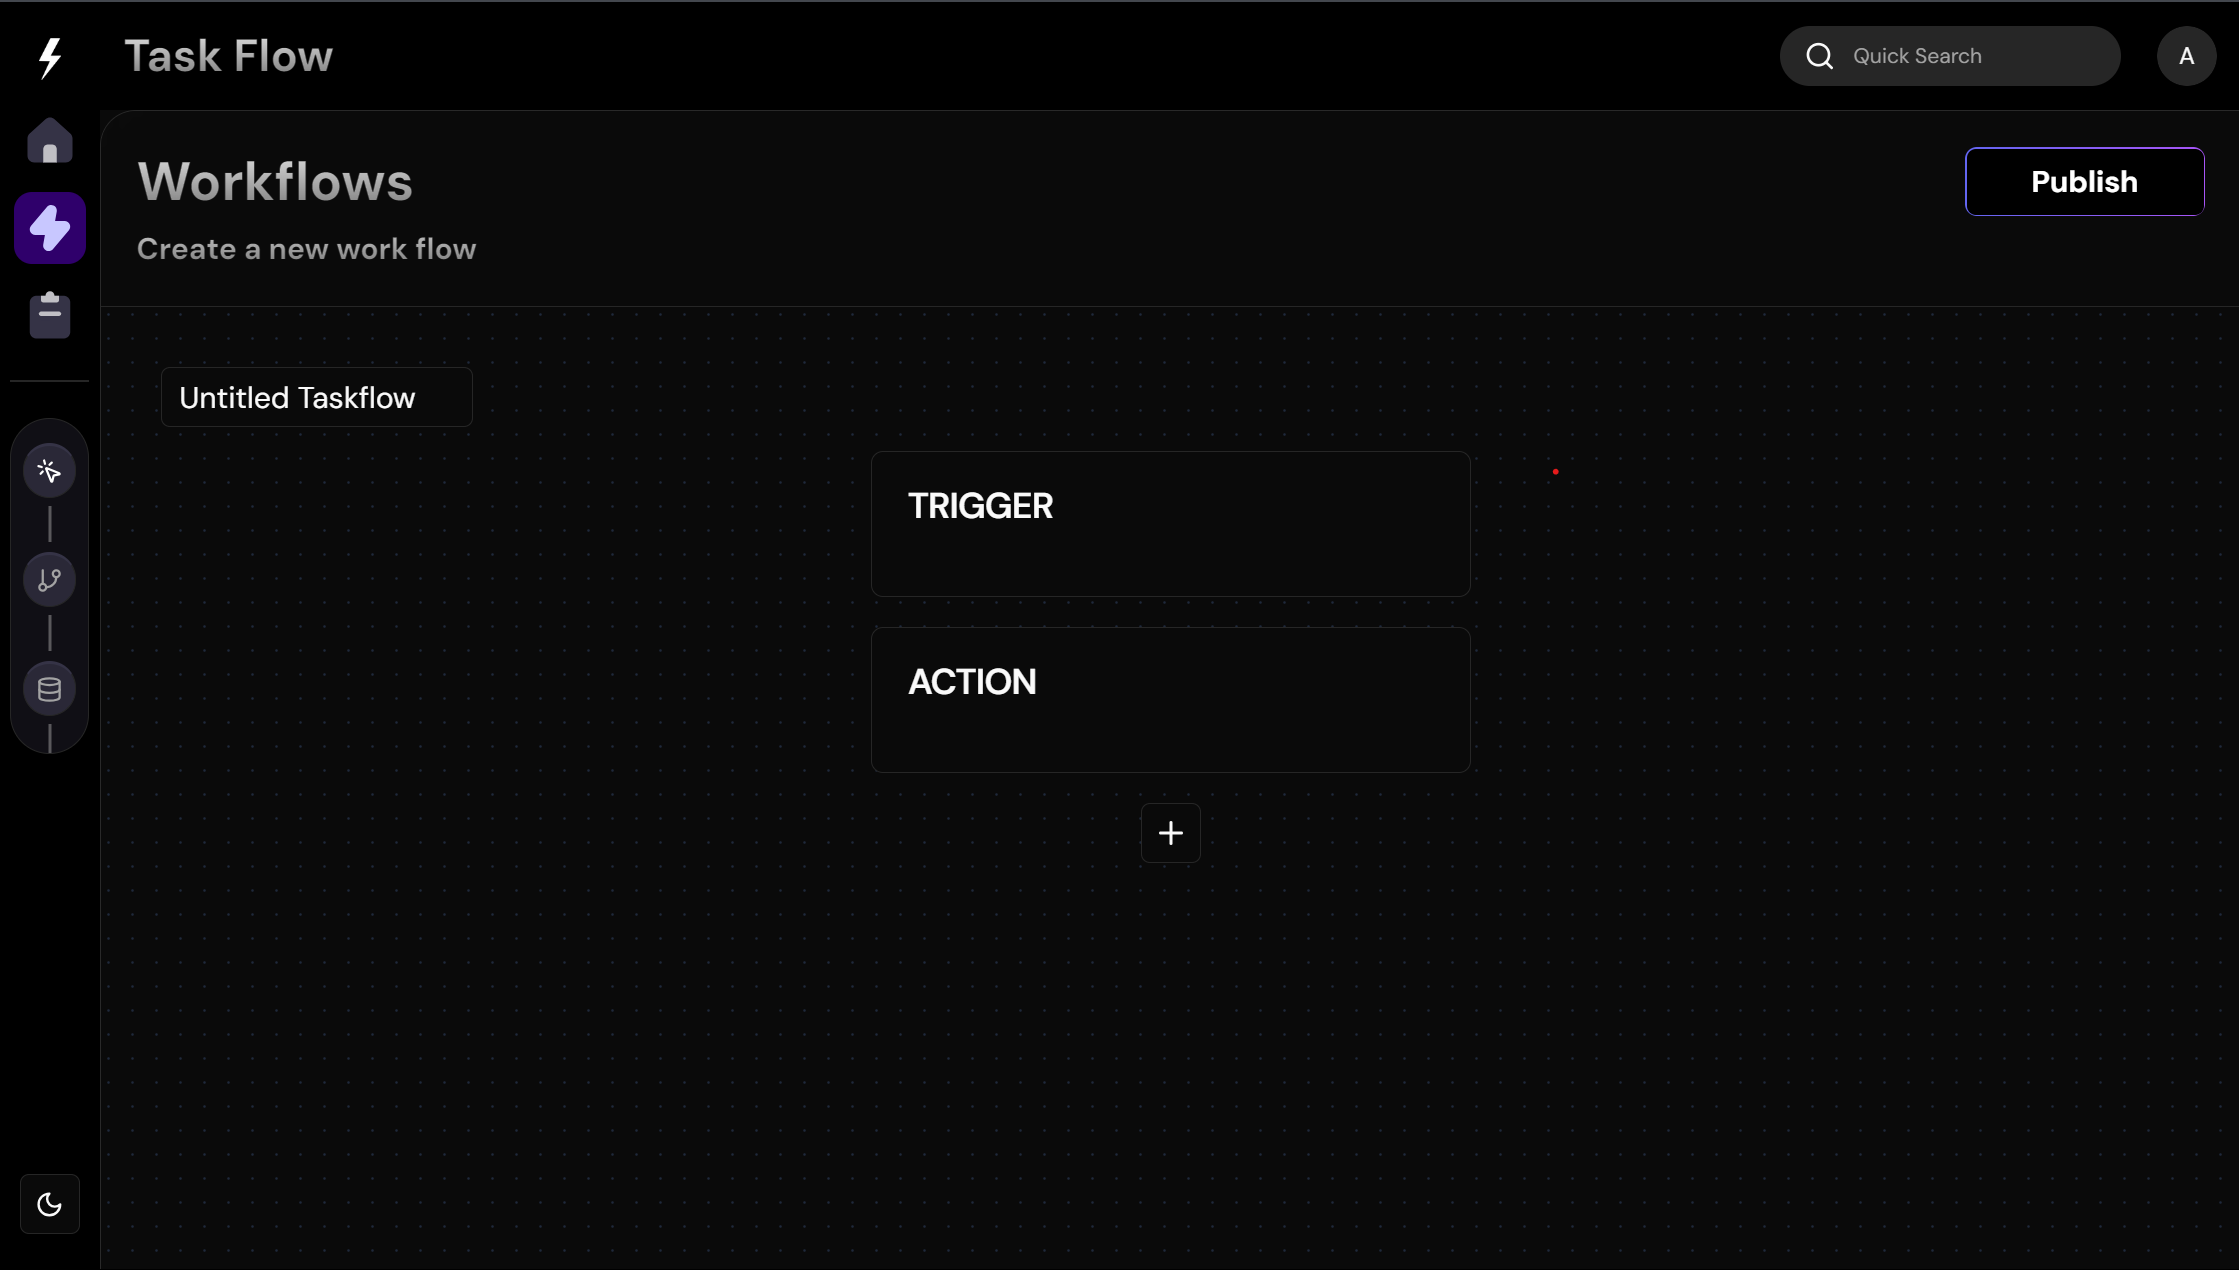 Task Flow
Quick Search
A
Workflows
Publish
Create a new work flow
Untitled Taskflow
TRIGGER
ACTION